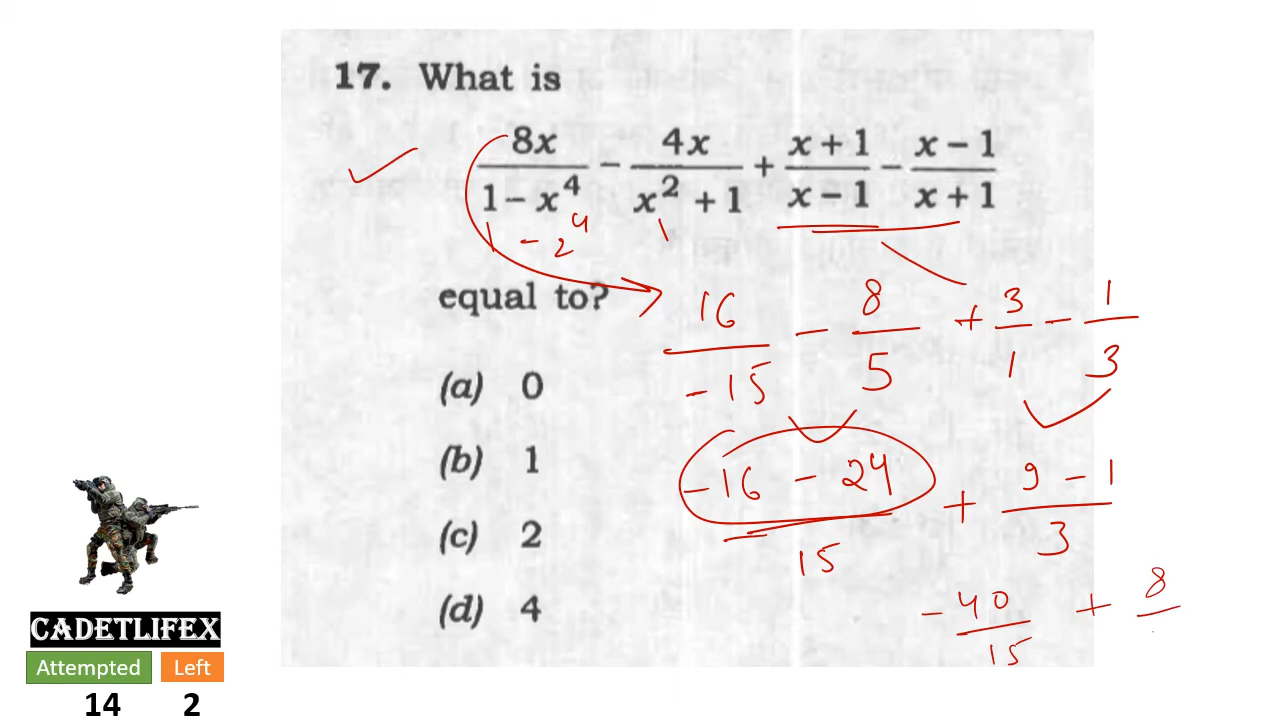 17. What is
8x/(1 – x⁴) – 4x/(x² + 1) + (x + 1)/(x – 1) – (x – 1)/(x + 1)
1 - 2⁴
equal to?
16/-15 - 8/5 + 3/1 - 1/3
(a) 0
(b) 1
(-16 - 24)/15 + (9 - 1)/3
(c) 2
(d) 4
-40/15 + 8
CADETLIFEX
Attempted Left
14 2